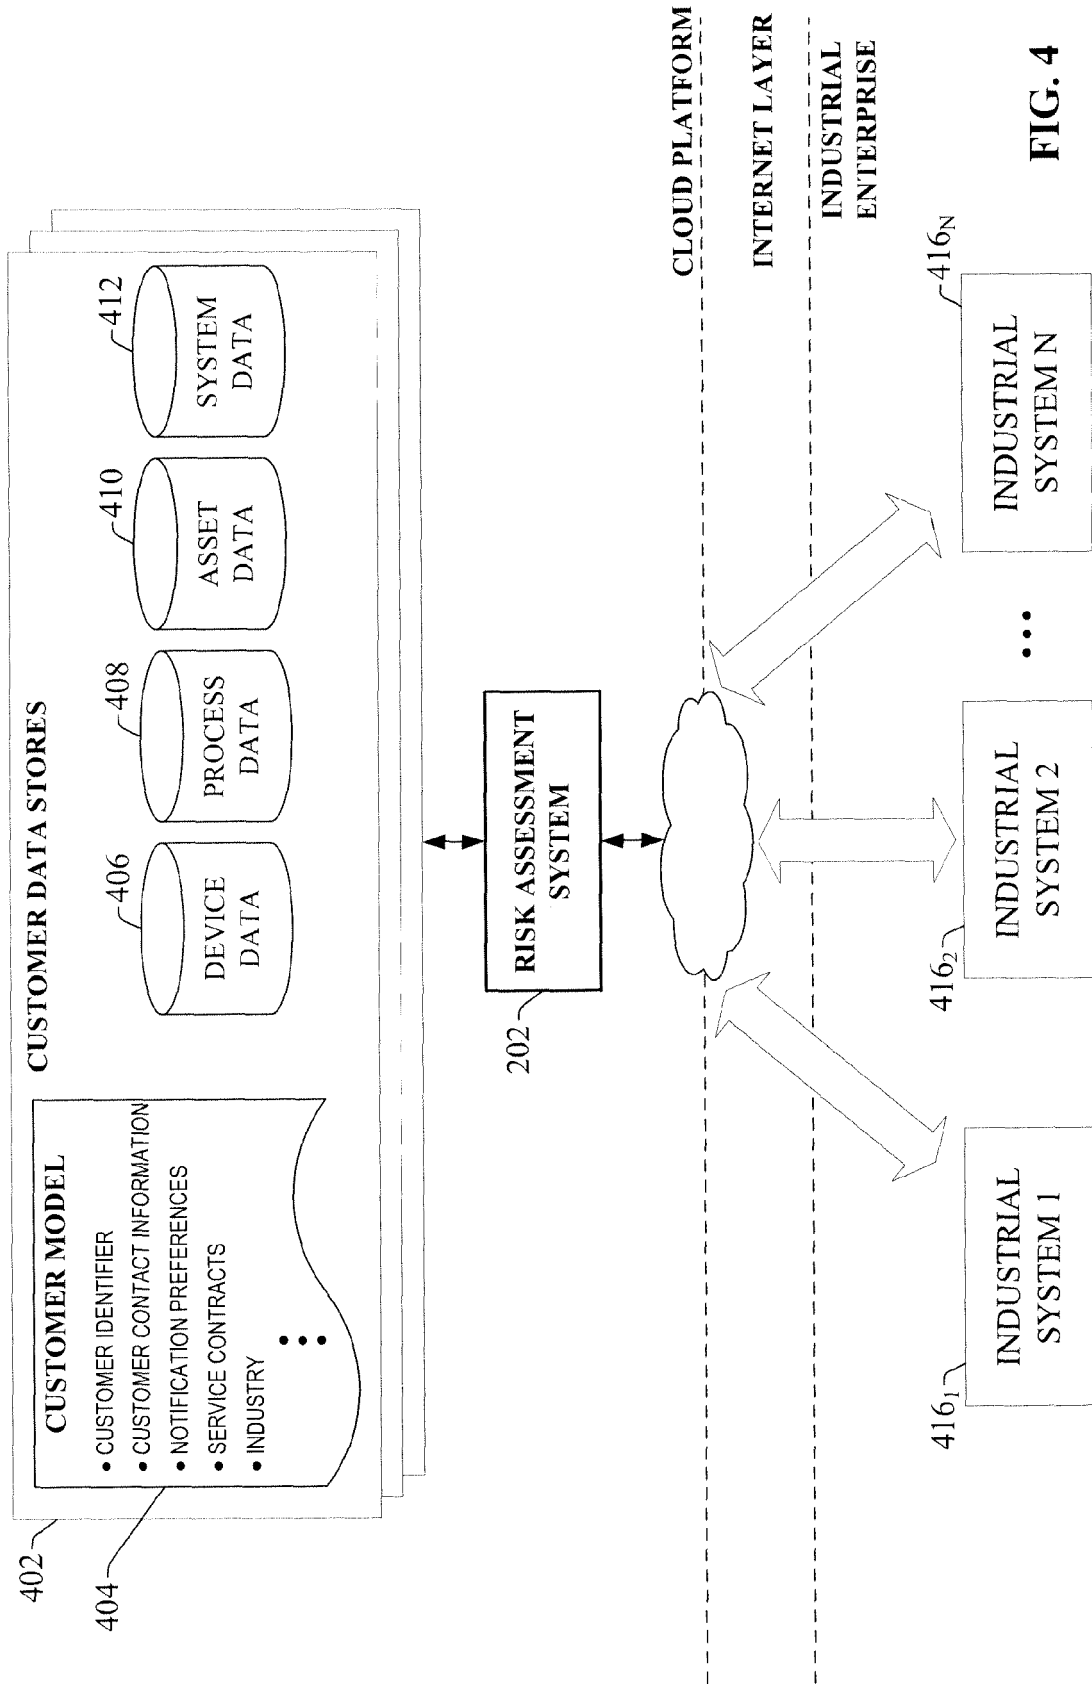 CUSTOMER DATA STORES
402
404
CUSTOMER MODEL
• CUSTOMER IDENTIFIER
• CUSTOMER CONTACT INFORMATION
• NOTIFICATION PREFERENCES
• SERVICE CONTRACTS
• INDUSTRY
406
DEVICE
DATA
408
PROCESS
DATA
410
ASSET
DATA
412
SYSTEM
DATA
202
RISK ASSESSMENT
SYSTEM
CLOUD PLATFORM
INTERNET LAYER
INDUSTRIAL
ENTERPRISE
416₁
INDUSTRIAL
SYSTEM 1
416₂
INDUSTRIAL
SYSTEM 2
•••
416N
INDUSTRIAL
SYSTEM N
FIG. 4